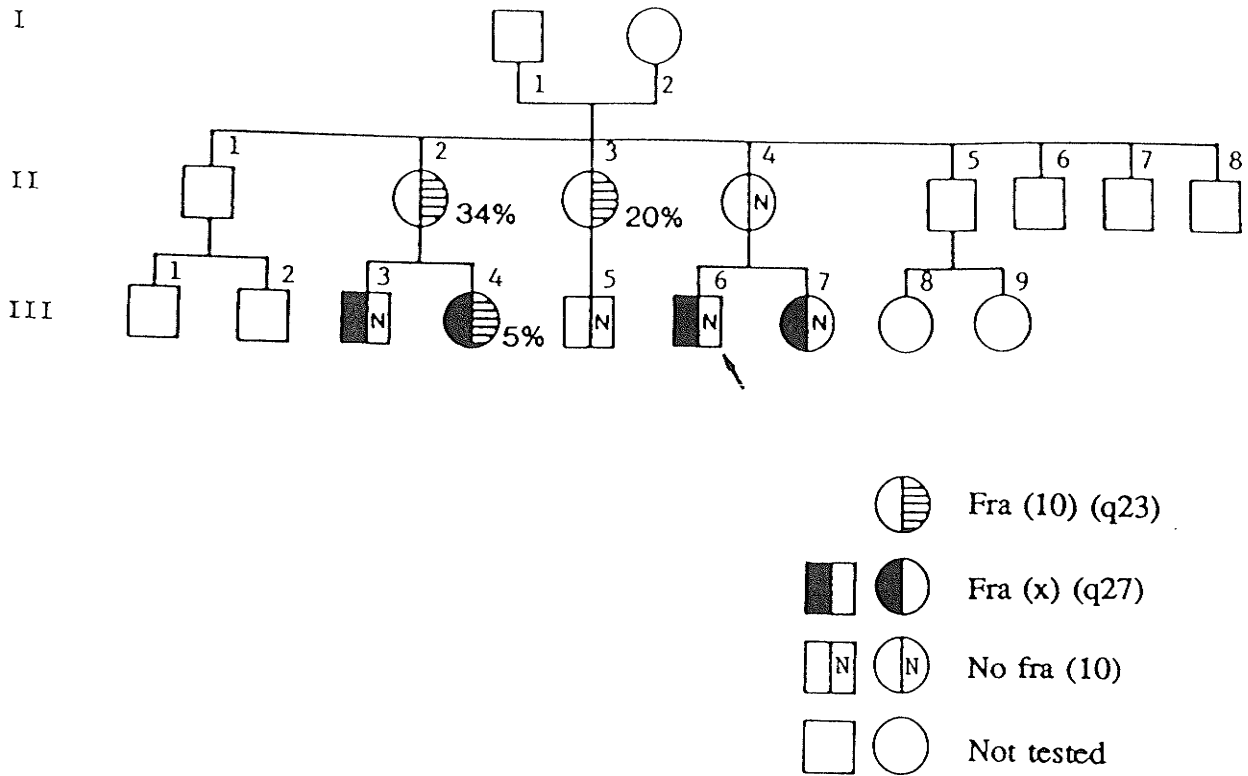 I
1 2
1 2 3 4 5 6 7 8
II
N
34% 20%
1 2 3 4 5 6 7 8 9
III
N N N N
5%
Fra (10) (q23)
Fra (x) (q27)
N N No fra (10)
Not tested